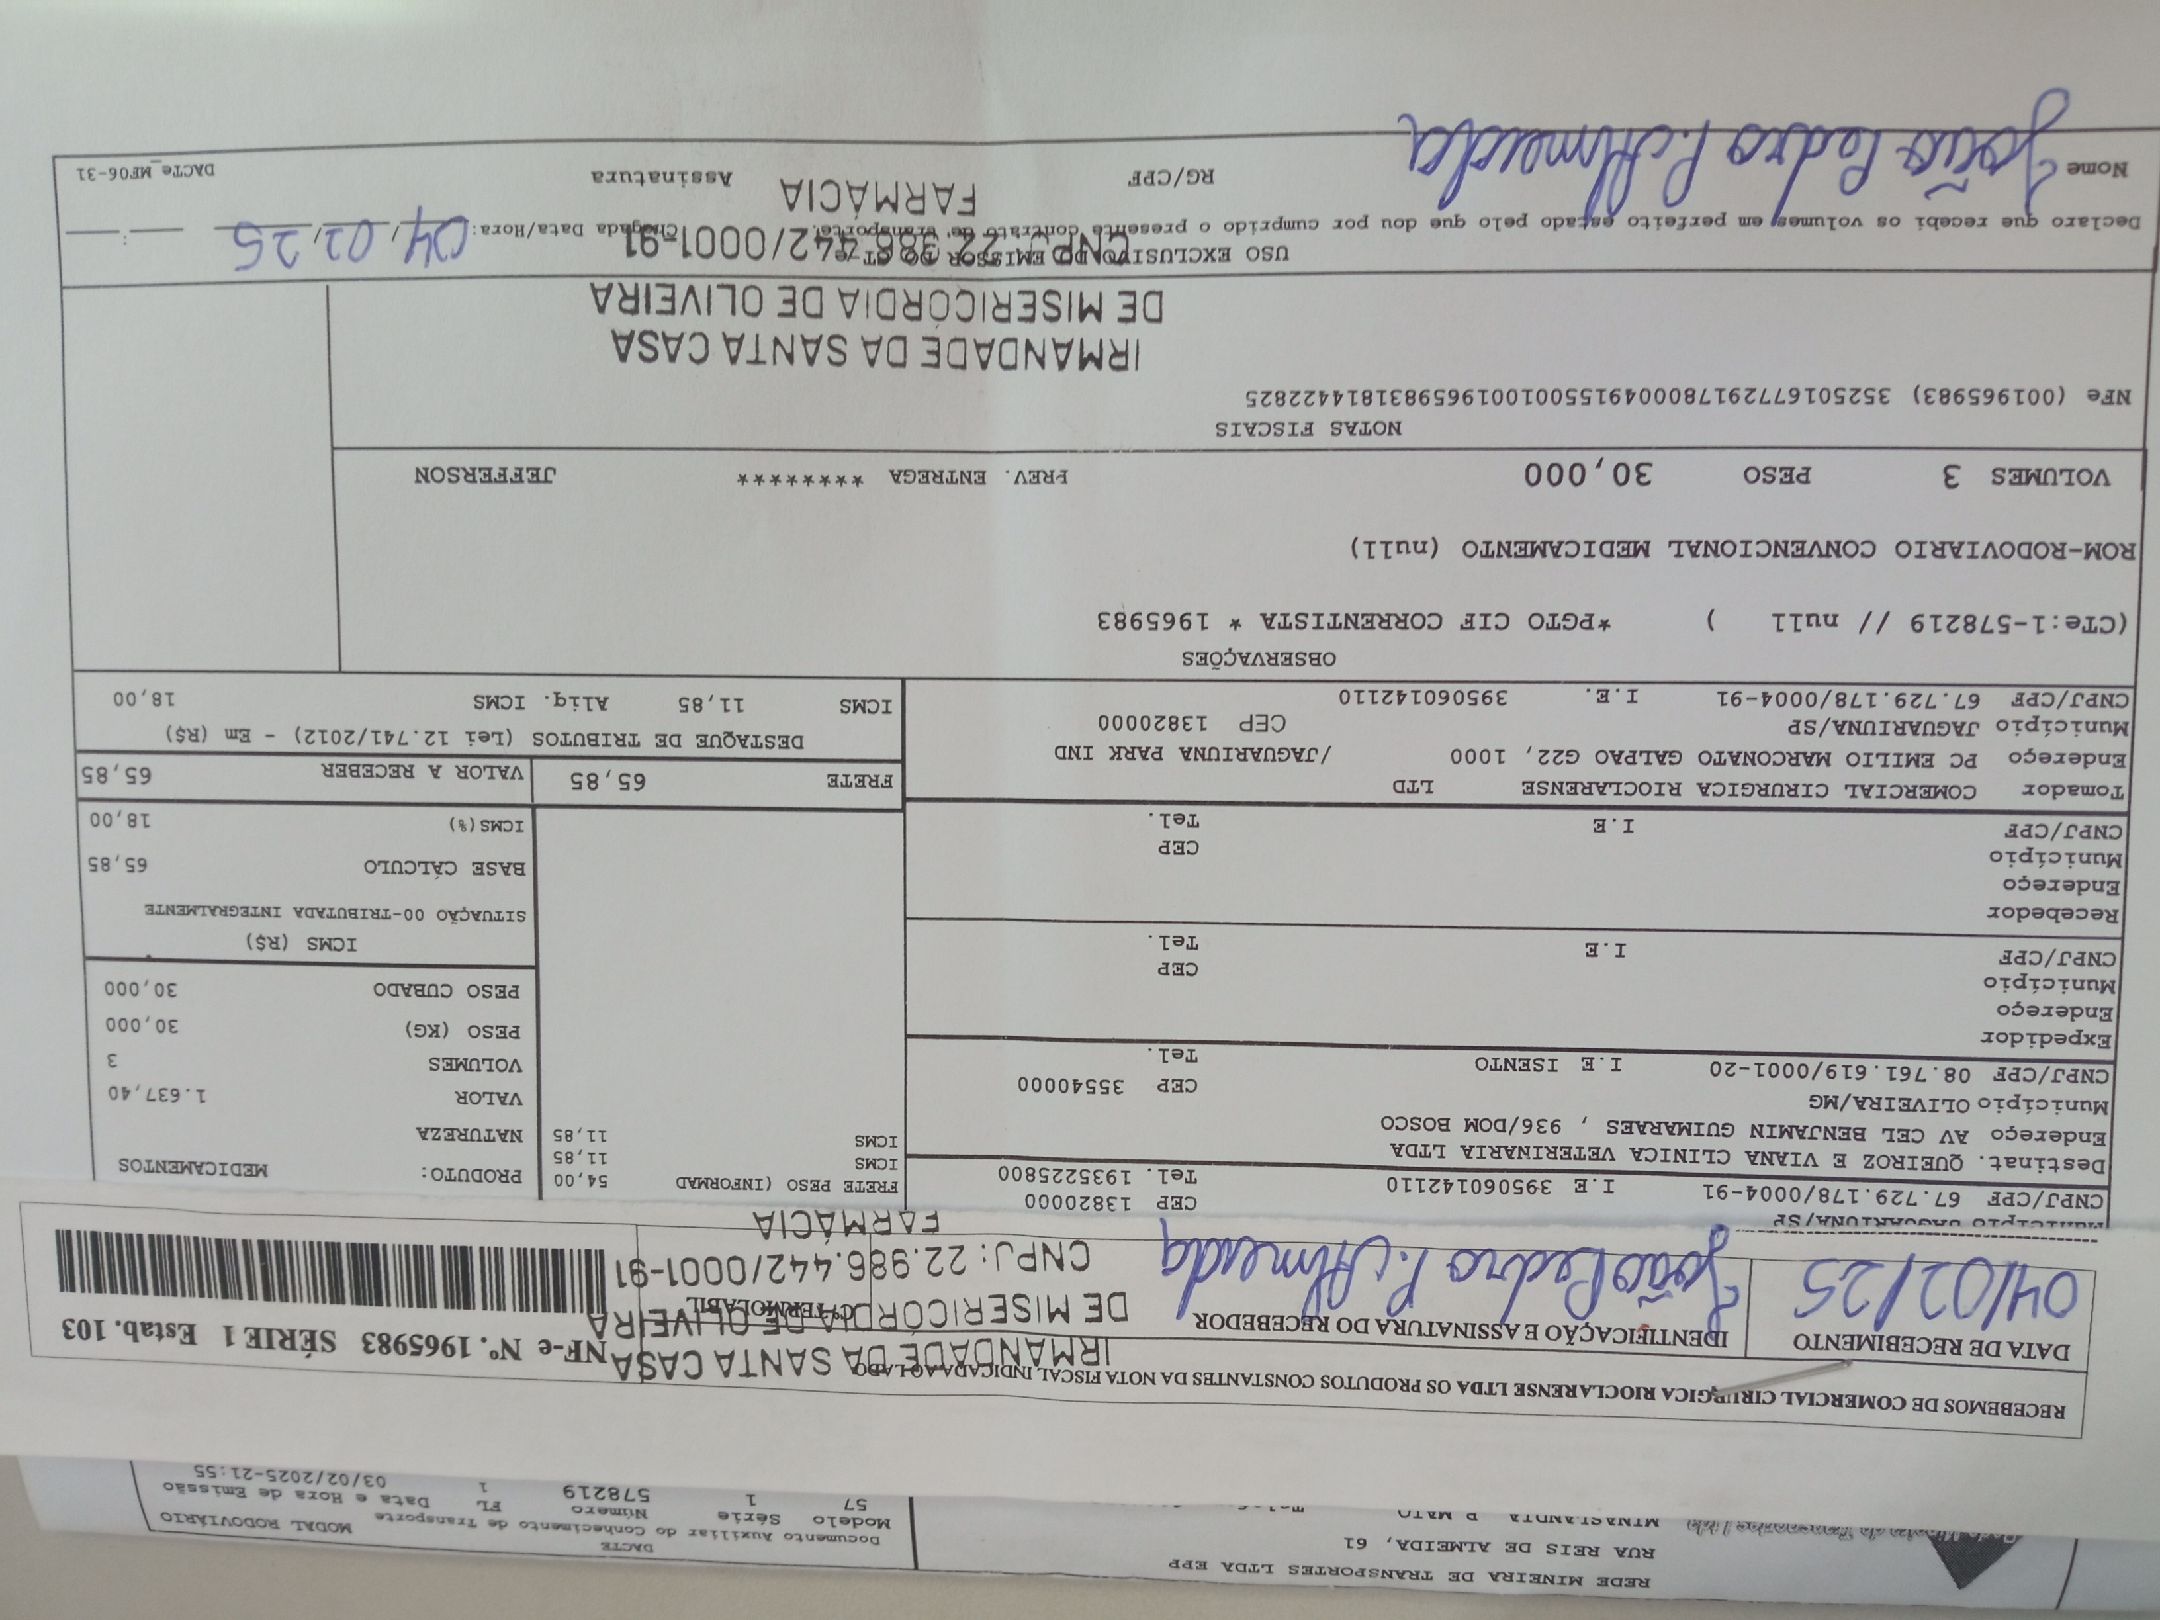 REDE MINEIRA DE TRANSPORTES LTDA EPP
RUA REIS DE ALMEIDA, 61
MINASLANDIA P MATO
DACTE
Documento Auxiliar do Conhecimento de Transporte MODAL RODOVIÁRIO
Modelo Série Número FL Data e Hora de Emissão
57 1 578219 1 03/02/2025-21:55
RECEBEMOS DE COMERCIAL CIRURGICA RIOCLARENSE LTDA OS PRODUTOS CONSTANTES DA NOTA FISCAL INDICADA AO LADO
DATA DE RECEBIMENTO
04/02/25
IDENTIFICAÇÃO E ASSINATURA DO RECEBEDOR
João Pedro P. Almeida
IRMANDADE DA SANTA CASA
DE MISERICÓRDIA DE OLIVEIRA
CNPJ: 22.986.442/0001-91
FARMÁCIA
NF-e Nº. 1965983 SÉRIE 1 Estab. 103
Município JAGUARIUNA/SP CEP 13820000
CNPJ/CPF 67.729.178/0004-91 I.E 395060142110 Tel. 1935225800
Destinat. QUEIROZ E VIANA CLINICA VETERINARIA LTDA
Endereço AV CEL BENJAMIN GUIMARAES , 936/DOM BOSCO
Município OLIVEIRA/MG CEP 35540000
CNPJ/CPF 08.761.619/0001-20 I.E ISENTO Tel.
Expedidor
Endereço
Município CEP
CNPJ/CPF I.E Tel.
Recebedor
Endereço
Município CEP
CNPJ/CPF I.E Tel.
Tomador COMERCIAL CIRURGICA RIOCLARENSE LTD
Endereço PC EMILIO MARCONATO GALPAO G22, 1000 /JAGUARIUNA PARK IND
Município JAGUARIUNA/SP CEP 13820000
CNPJ/CPF 67.729.178/0004-91 I.E. 395060142110
FRETE PESO (INFORMAD 54,00
ICMS 11,85
ICMS 11,85
PRODUTO: MEDICAMENTOS
NATUREZA
VALOR 1.637,40
VOLUMES 3
PESO (KG) 30,000
PESO CUBADO 30,000
ICMS (R$)
SITUAÇÃO 00-TRIBUTADA INTEGRALMENTE
BASE CÁLCULO 65,85
ICMS(%) 18,00
FRETE 65,85 VALOR A RECEBER 65,85
DESTAQUE DE TRIBUTOS (Lei 12.741/2012) - Em (R$)
ICMS 11,85 Aliq. ICMS 18,00
OBSERVAÇÕES
(CTe:1-578219 // null ) *PGTO CIF CORRENTISTA * 1965983
ROM-RODOVIARIO CONVENCIONAL MEDICAMENTO (null)
VOLUMES 3 PESO 30,000 PREV. ENTREGA ******** JEFFERSON
NOTAS FISCAIS
NFe (001965983) 35250167729178000491550010019659831814422825
IRMANDADE DA SANTA CASA
DE MISERICÓRDIA DE OLIVEIRA
CNPJ: 22.986.442/0001-91
FARMÁCIA
USO EXCLUSIVO DO EMISSOR DO CT-e
Declaro que recebi os volumes em perfeito estado pelo que dou por cumprido o presente contrato de transporte. Chegada Data/Hora: 04/02/25 :
Nome João Pedro P. Almeida RG/CPF Assinatura DACTe_MF06-31